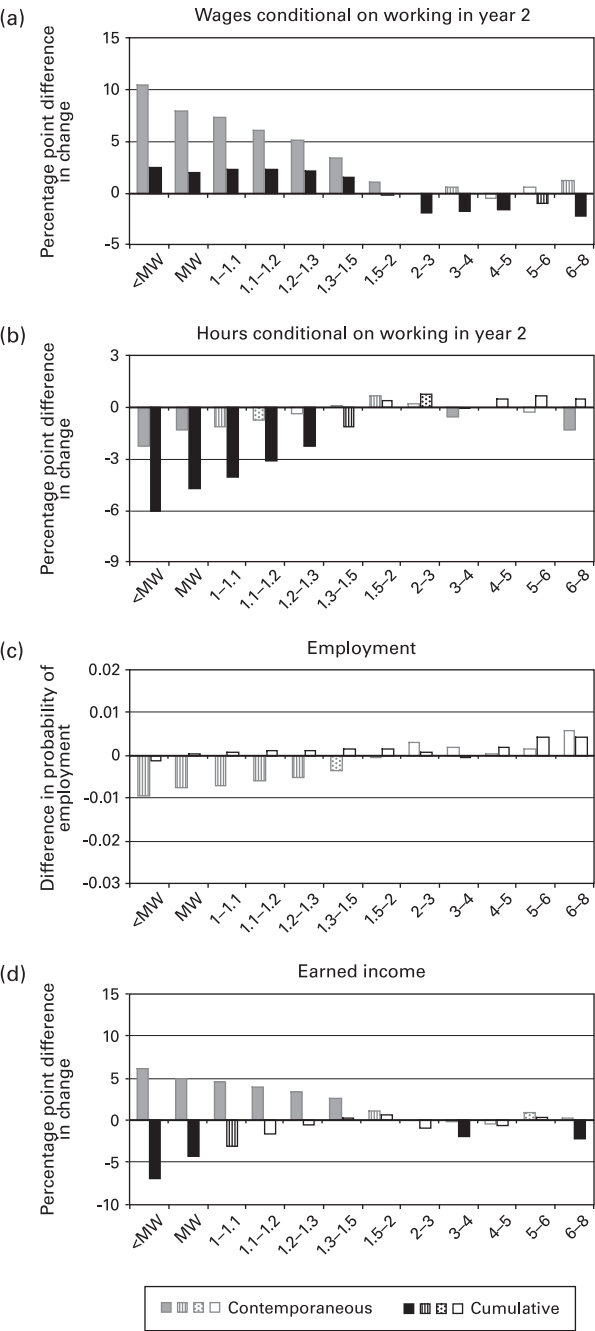 (a)
Wages conditional on working in year 2
Percentage point difference
in change
15
10
5
0
-5
<MW
MW
1–1.1
1.1–1.2
1.2–1.3
1.3–1.5
1.5–2
2–3
3–4
4–5
5–6
6–8
(b)
Hours conditional on working in year 2
Percentage point difference
in change
3
0
-3
-6
-9
<MW
MW
1–1.1
1.1–1.2
1.2–1.3
1.3–1.5
1.5–2
2–3
3–4
4–5
5–6
6–8
(c)
Employment
Difference in probability of
employment
0.02
0.01
0
-0.01
-0.02
-0.03
<MW
MW
1–1.1
1.1–1.2
1.2–1.3
1.3–1.5
1.5–2
2–3
3–4
4–5
5–6
6–8
(d)
Earned income
Percentage point difference
in change
15
10
5
0
-5
-10
<MW
MW
1–1.1
1.1–1.2
1.2–1.3
1.3–1.5
1.5–2
2–3
3–4
4–5
5–6
6–8
Contemporaneous
Cumulative